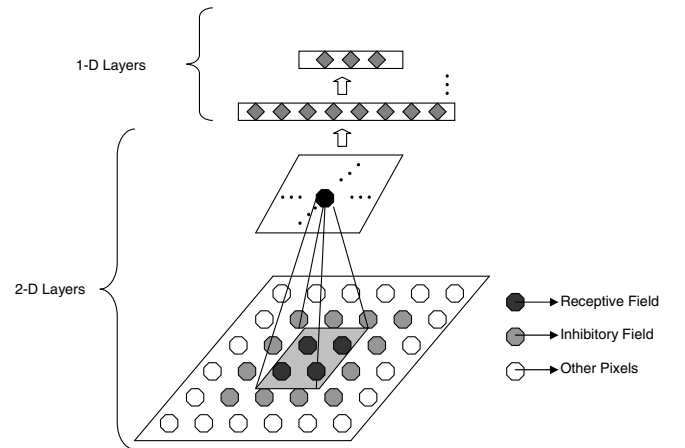 1-D Layers
2-D Layers
Receptive Field
Inhibitory Field
Other Pixels